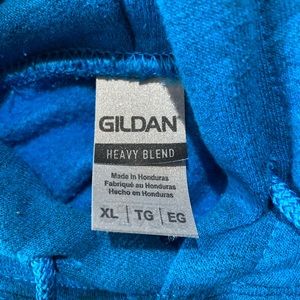 GILDAN
HEAVY BLEND
Made in Honduras
Fabriqué au Honduras
Hecho en Honduras
XL | TG | EG